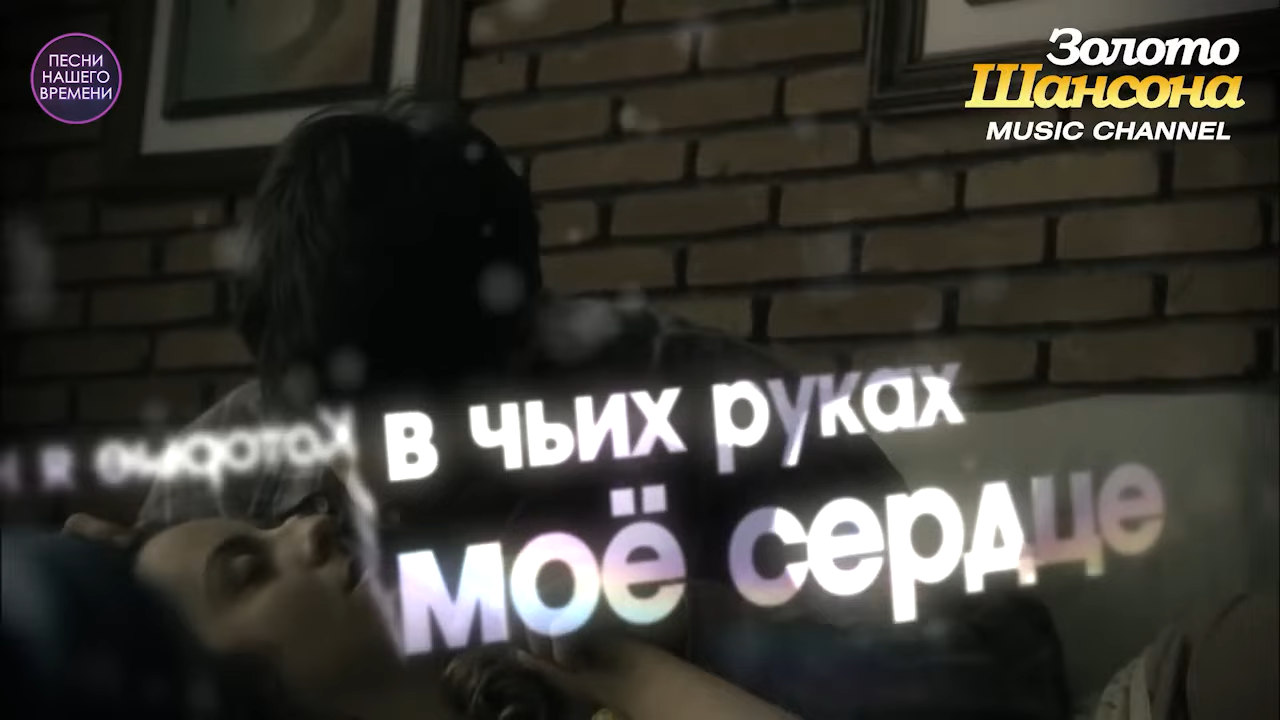 ПЕСНИ
НАШЕГО
ВРЕМЕНИ
Золото
Шансона
MUSIC CHANNEL
в чьих руках
моё сердце